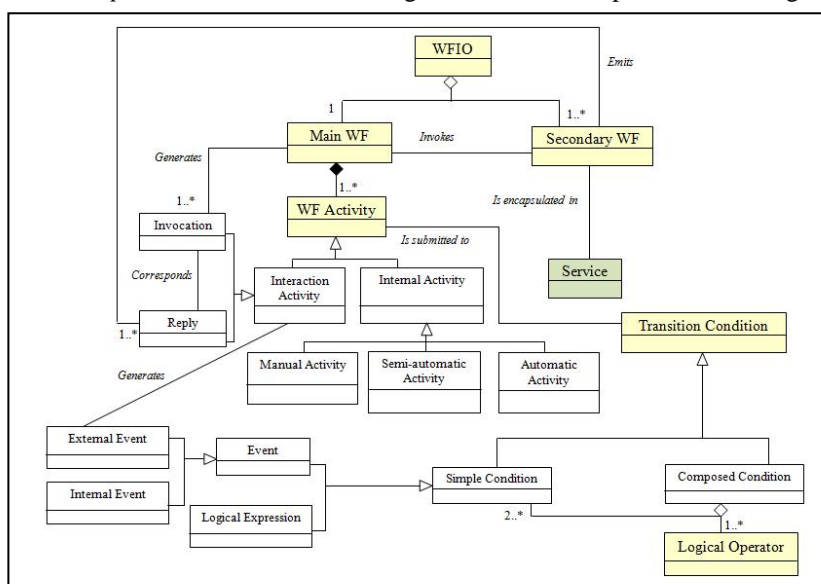 WFIO
Emits
1
1..*
Main WF
Invokes
Secondary WF
Generates
1..*
1..*
WF Activity
Is encapsulated in
Invocation
Is submitted to
Corresponds
Interaction
Activity
Internal Activity
Service
Reply
1..*
Transition Condition
Generates
Manual Activity
Semi-automatic
Activity
Automatic
Activity
External Event
Event
Internal Event
Simple Condition
Composed Condition
Logical Expression
2..*
1..*
Logical Operator